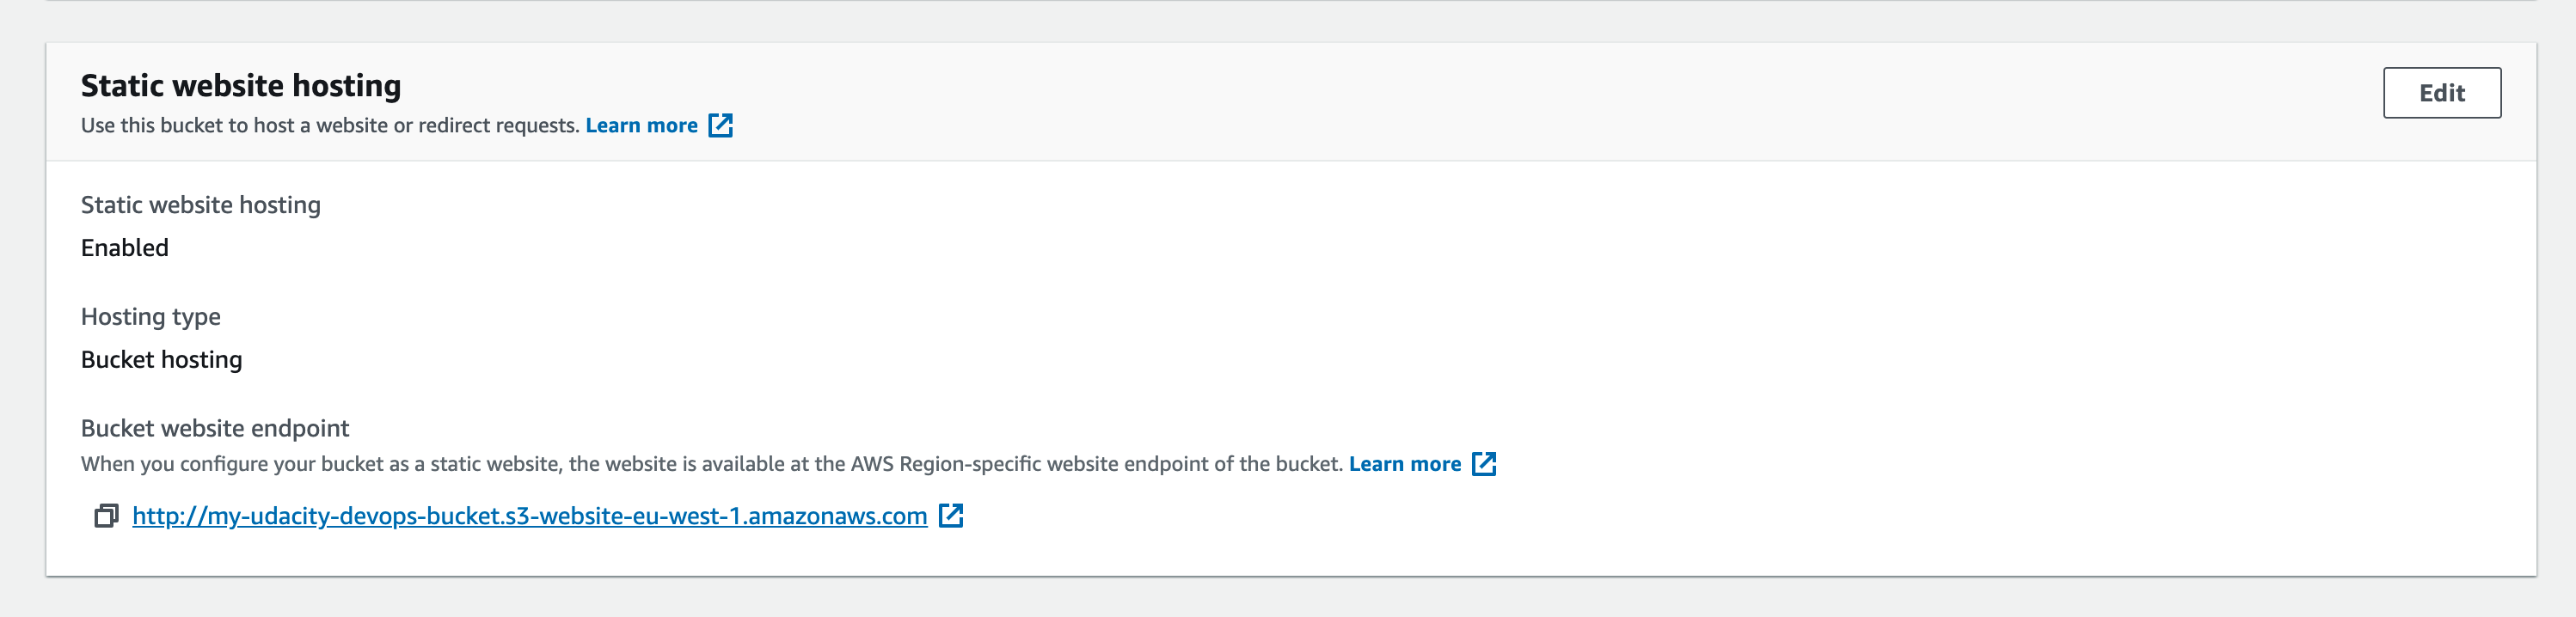 Static website hosting
Edit
Use this bucket to host a website or redirect requests. Learn more
Static website hosting
Enabled
Hosting type
Bucket hosting
Bucket website endpoint
When you configure your bucket as a static website, the website is available at the AWS Region-specific website endpoint of the bucket. Learn more
http://my-udacity-devops-bucket.s3-website-eu-west-1.amazonaws.com